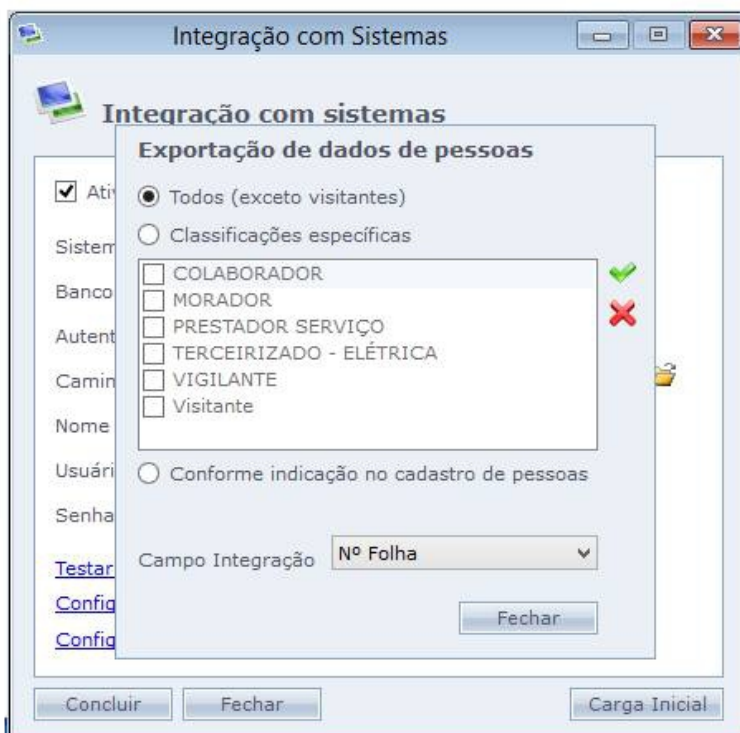 Integração com Sistemas
Integração com sistemas
Exportação de dados de pessoas
Todos (exceto visitantes)
Classificações específicas
COLABORADOR
MORADOR
PRESTADOR SERVIÇO
TERCEIRIZADO - ELÉTRICA
VIGILANTE
Visitante
Conforme indicação no cadastro de pessoas
Campo Integração Nº Folha
Fechar
Ati
Sistem
Banco
Autent
Camin
Nome
Usuári
Senha
Testar
Config
Config
Concluir Fechar Carga Inicial